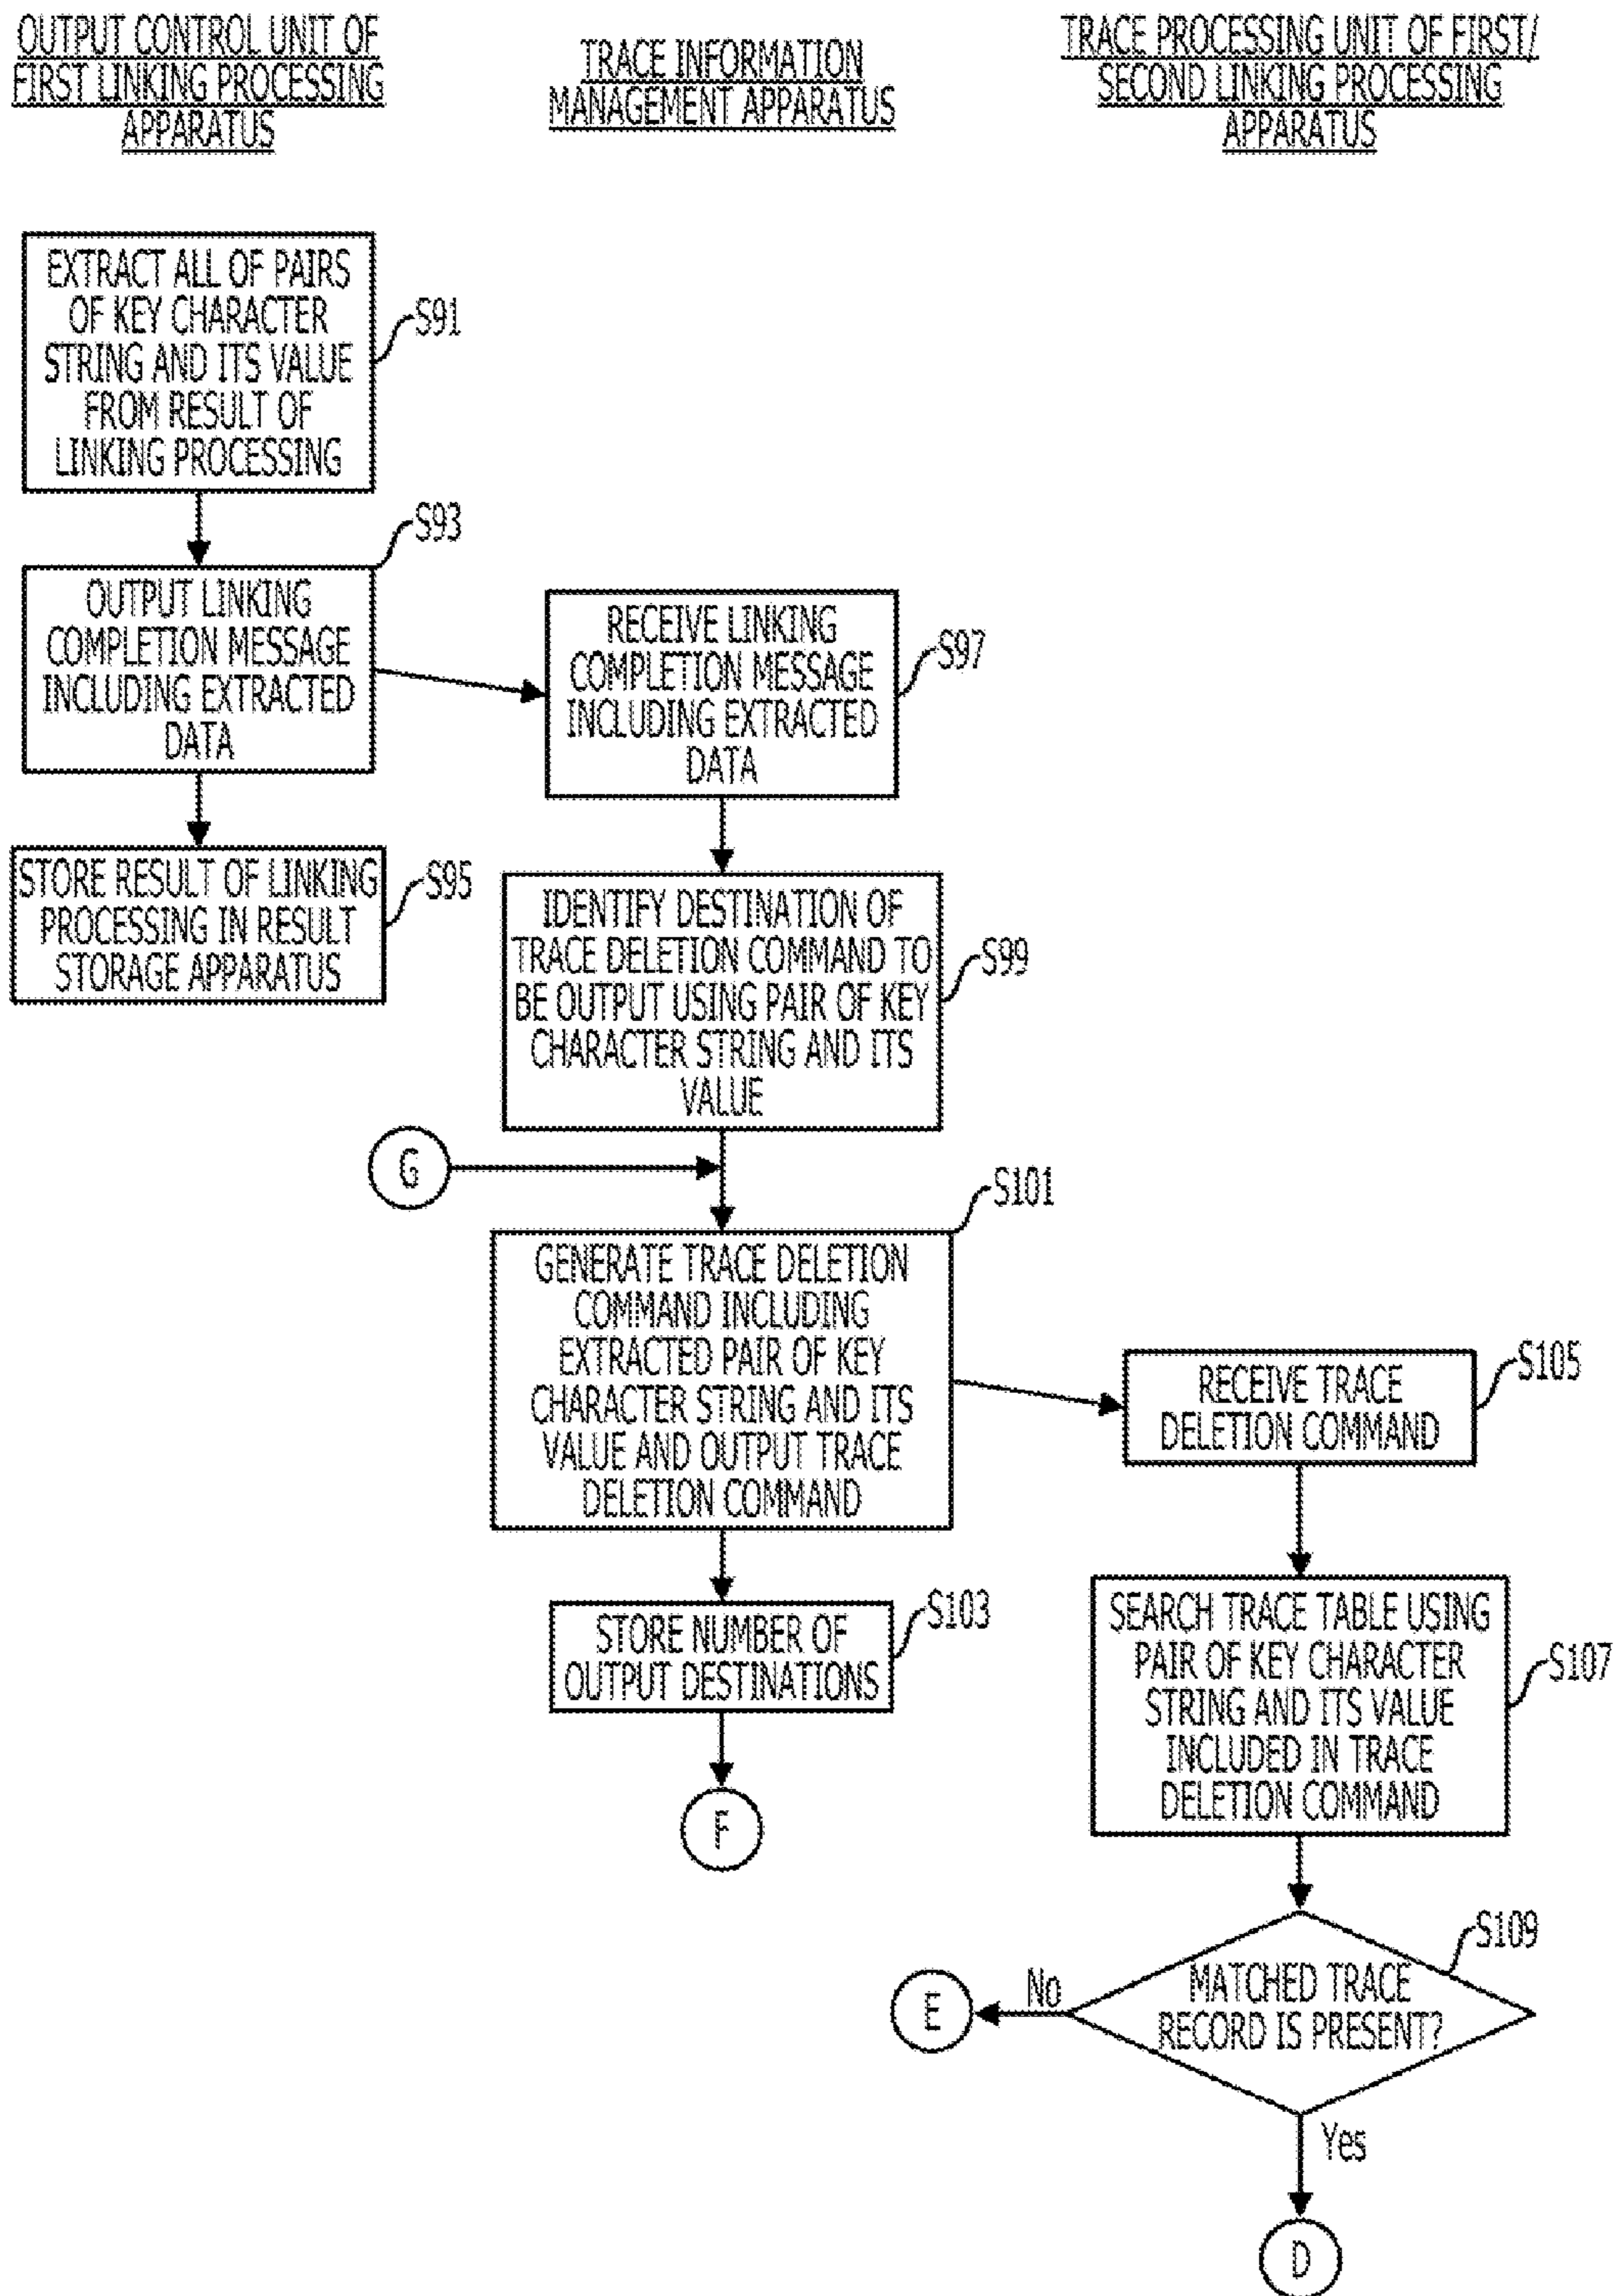 OUTPUT CONTROL UNIT OF
FIRST LINKING PROCESSING
APPARATUS
TRACE INFORMATION
MANAGEMENT APPARATUS
TRACE PROCESSING UNIT OF FIRST/
SECOND LINKING PROCESSING
APPARATUS
EXTRACT ALL OF PAIRS
OF KEY CHARACTER
STRING AND ITS VALUE
FROM RESULT OF
LINKING PROCESSING
S91
OUTPUT LINKING
COMPLETION MESSAGE
INCLUDING EXTRACTED
DATA
S93
STORE RESULT OF LINKING
PROCESSING IN RESULT
STORAGE APPARATUS
S95
RECEIVE LINKING
COMPLETION MESSAGE
INCLUDING EXTRACTED
DATA
S97
IDENTIFY DESTINATION OF
TRACE DELETION COMMAND TO
BE OUTPUT USING PAIR OF KEY
CHARACTER STRING AND ITS
VALUE
S99
G
GENERATE TRACE DELETION
COMMAND INCLUDING
EXTRACTED PAIR OF KEY
CHARACTER STRING AND ITS
VALUE AND OUTPUT TRACE
DELETION COMMAND
S101
STORE NUMBER OF
OUTPUT DESTINATIONS
S103
F
RECEIVE TRACE
DELETION COMMAND
S105
SEARCH TRACE TABLE USING
PAIR OF KEY CHARACTER
STRING AND ITS VALUE
INCLUDED IN TRACE
DELETION COMMAND
S107
MATCHED TRACE
RECORD IS PRESENT?
S109
No
E
Yes
D